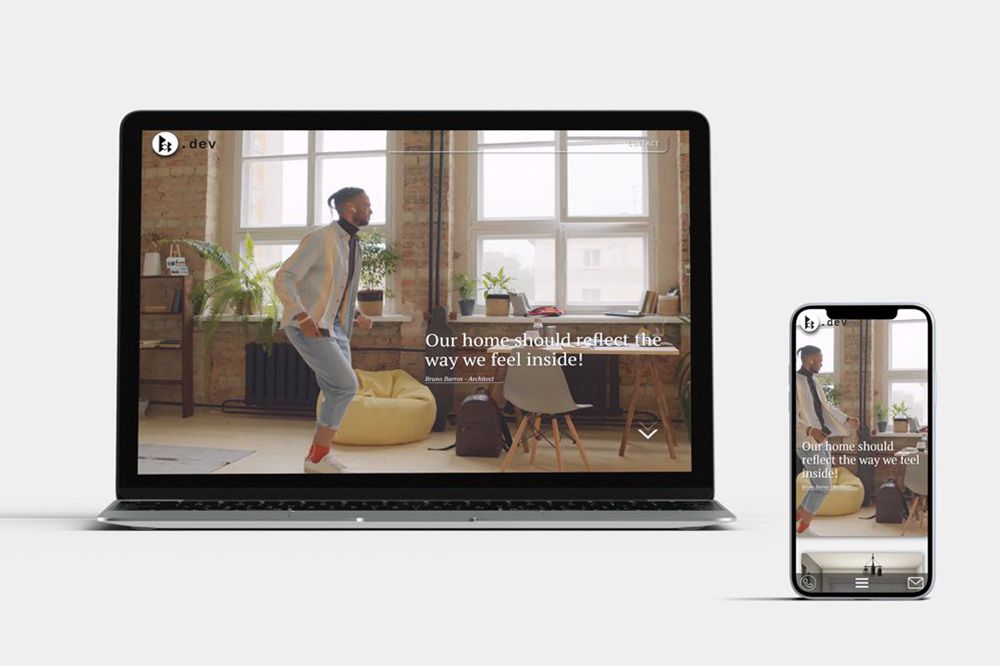 .dev
CONTACT
Our home should reflect the
way we feel inside!
Bruno Barros - Architect
.dev
Our home should
reflect the way we feel
inside!
Bruno Barros - Architect